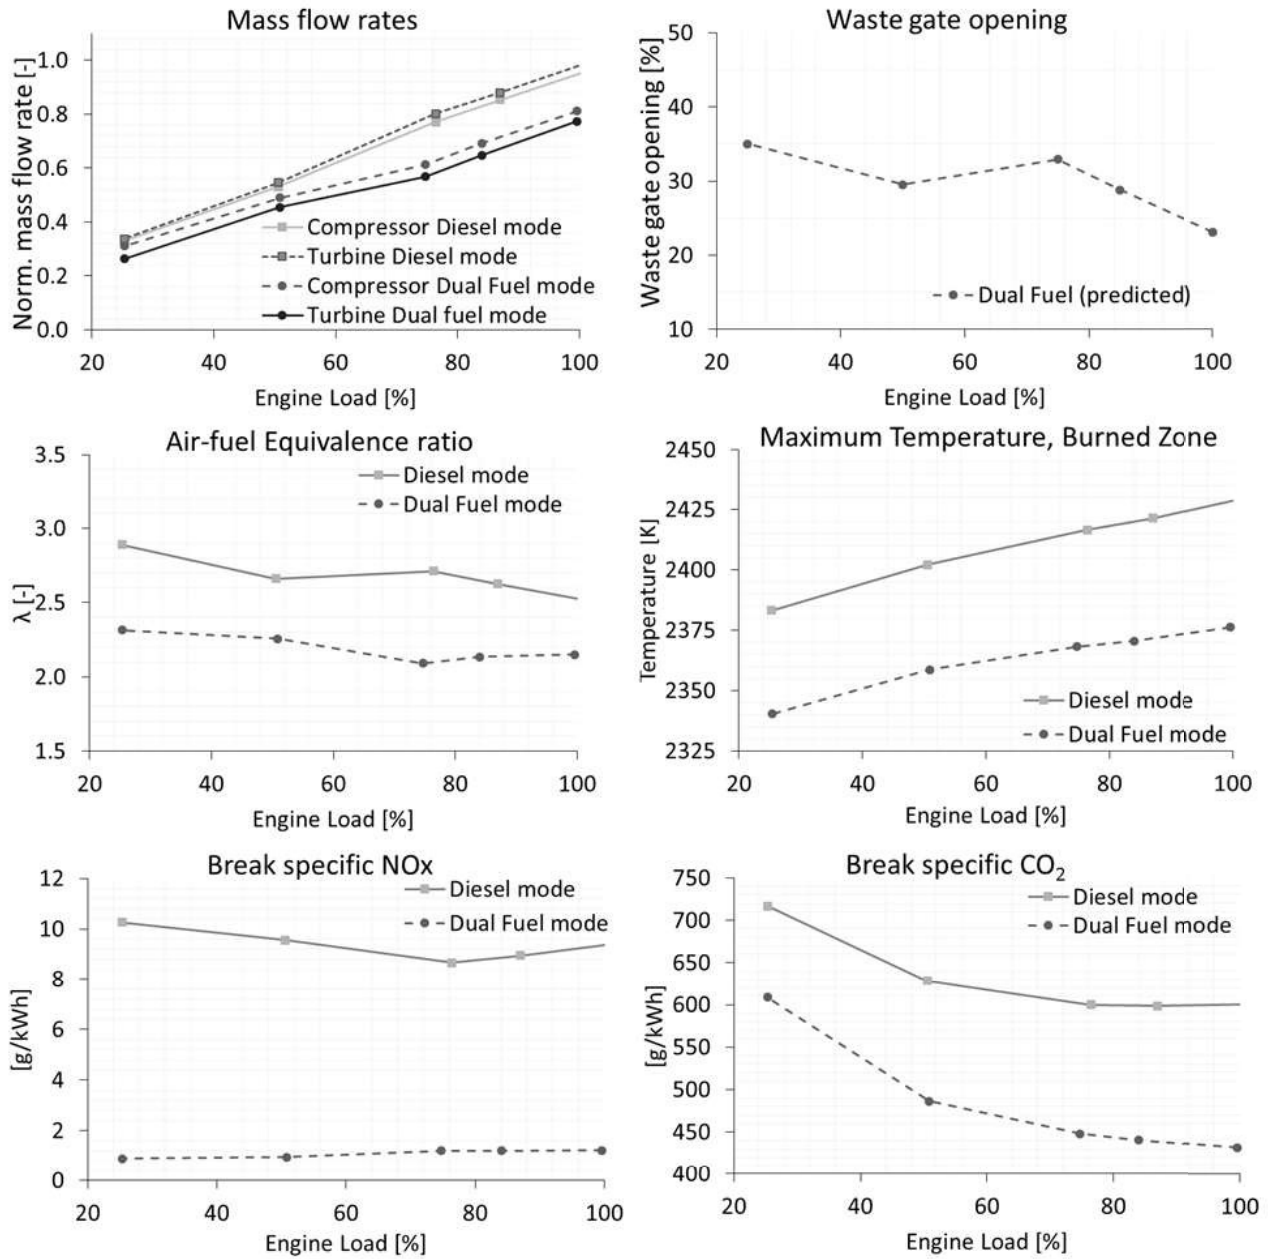 Mass flow rates
Norm. mass flow rate [-]
1.0
0.8
0.6
0.4
0.2
0.0
Compressor Diesel mode
Turbine Diesel mode
Compressor Dual Fuel mode
Turbine Dual fuel mode
20 40 60 80 100
Engine Load [%]
Waste gate opening
Waste gate opening [%]
50
40
30
20
10
Dual Fuel (predicted)
20 40 60 80 100
Engine Load [%]
Air-fuel Equivalence ratio
λ [-]
3.5
3.0
2.5
2.0
1.5
Diesel mode
Dual Fuel mode
20 40 60 80 100
Engine Load [%]
Maximum Temperature, Burned Zone
Temperature [K]
2450
2425
2400
2375
2350
2325
Diesel mode
Dual Fuel mode
20 40 60 80 100
Engine Load [%]
Break specific NOx
[g/kWh]
12
10
8
6
4
2
0
Diesel mode
Dual Fuel mode
20 40 60 80 100
Engine Load [%]
Break specific CO₂
[g/kWh]
750
700
650
600
550
500
450
400
Diesel mode
Dual Fuel mode
20 40 60 80 100
Engine Load [%]